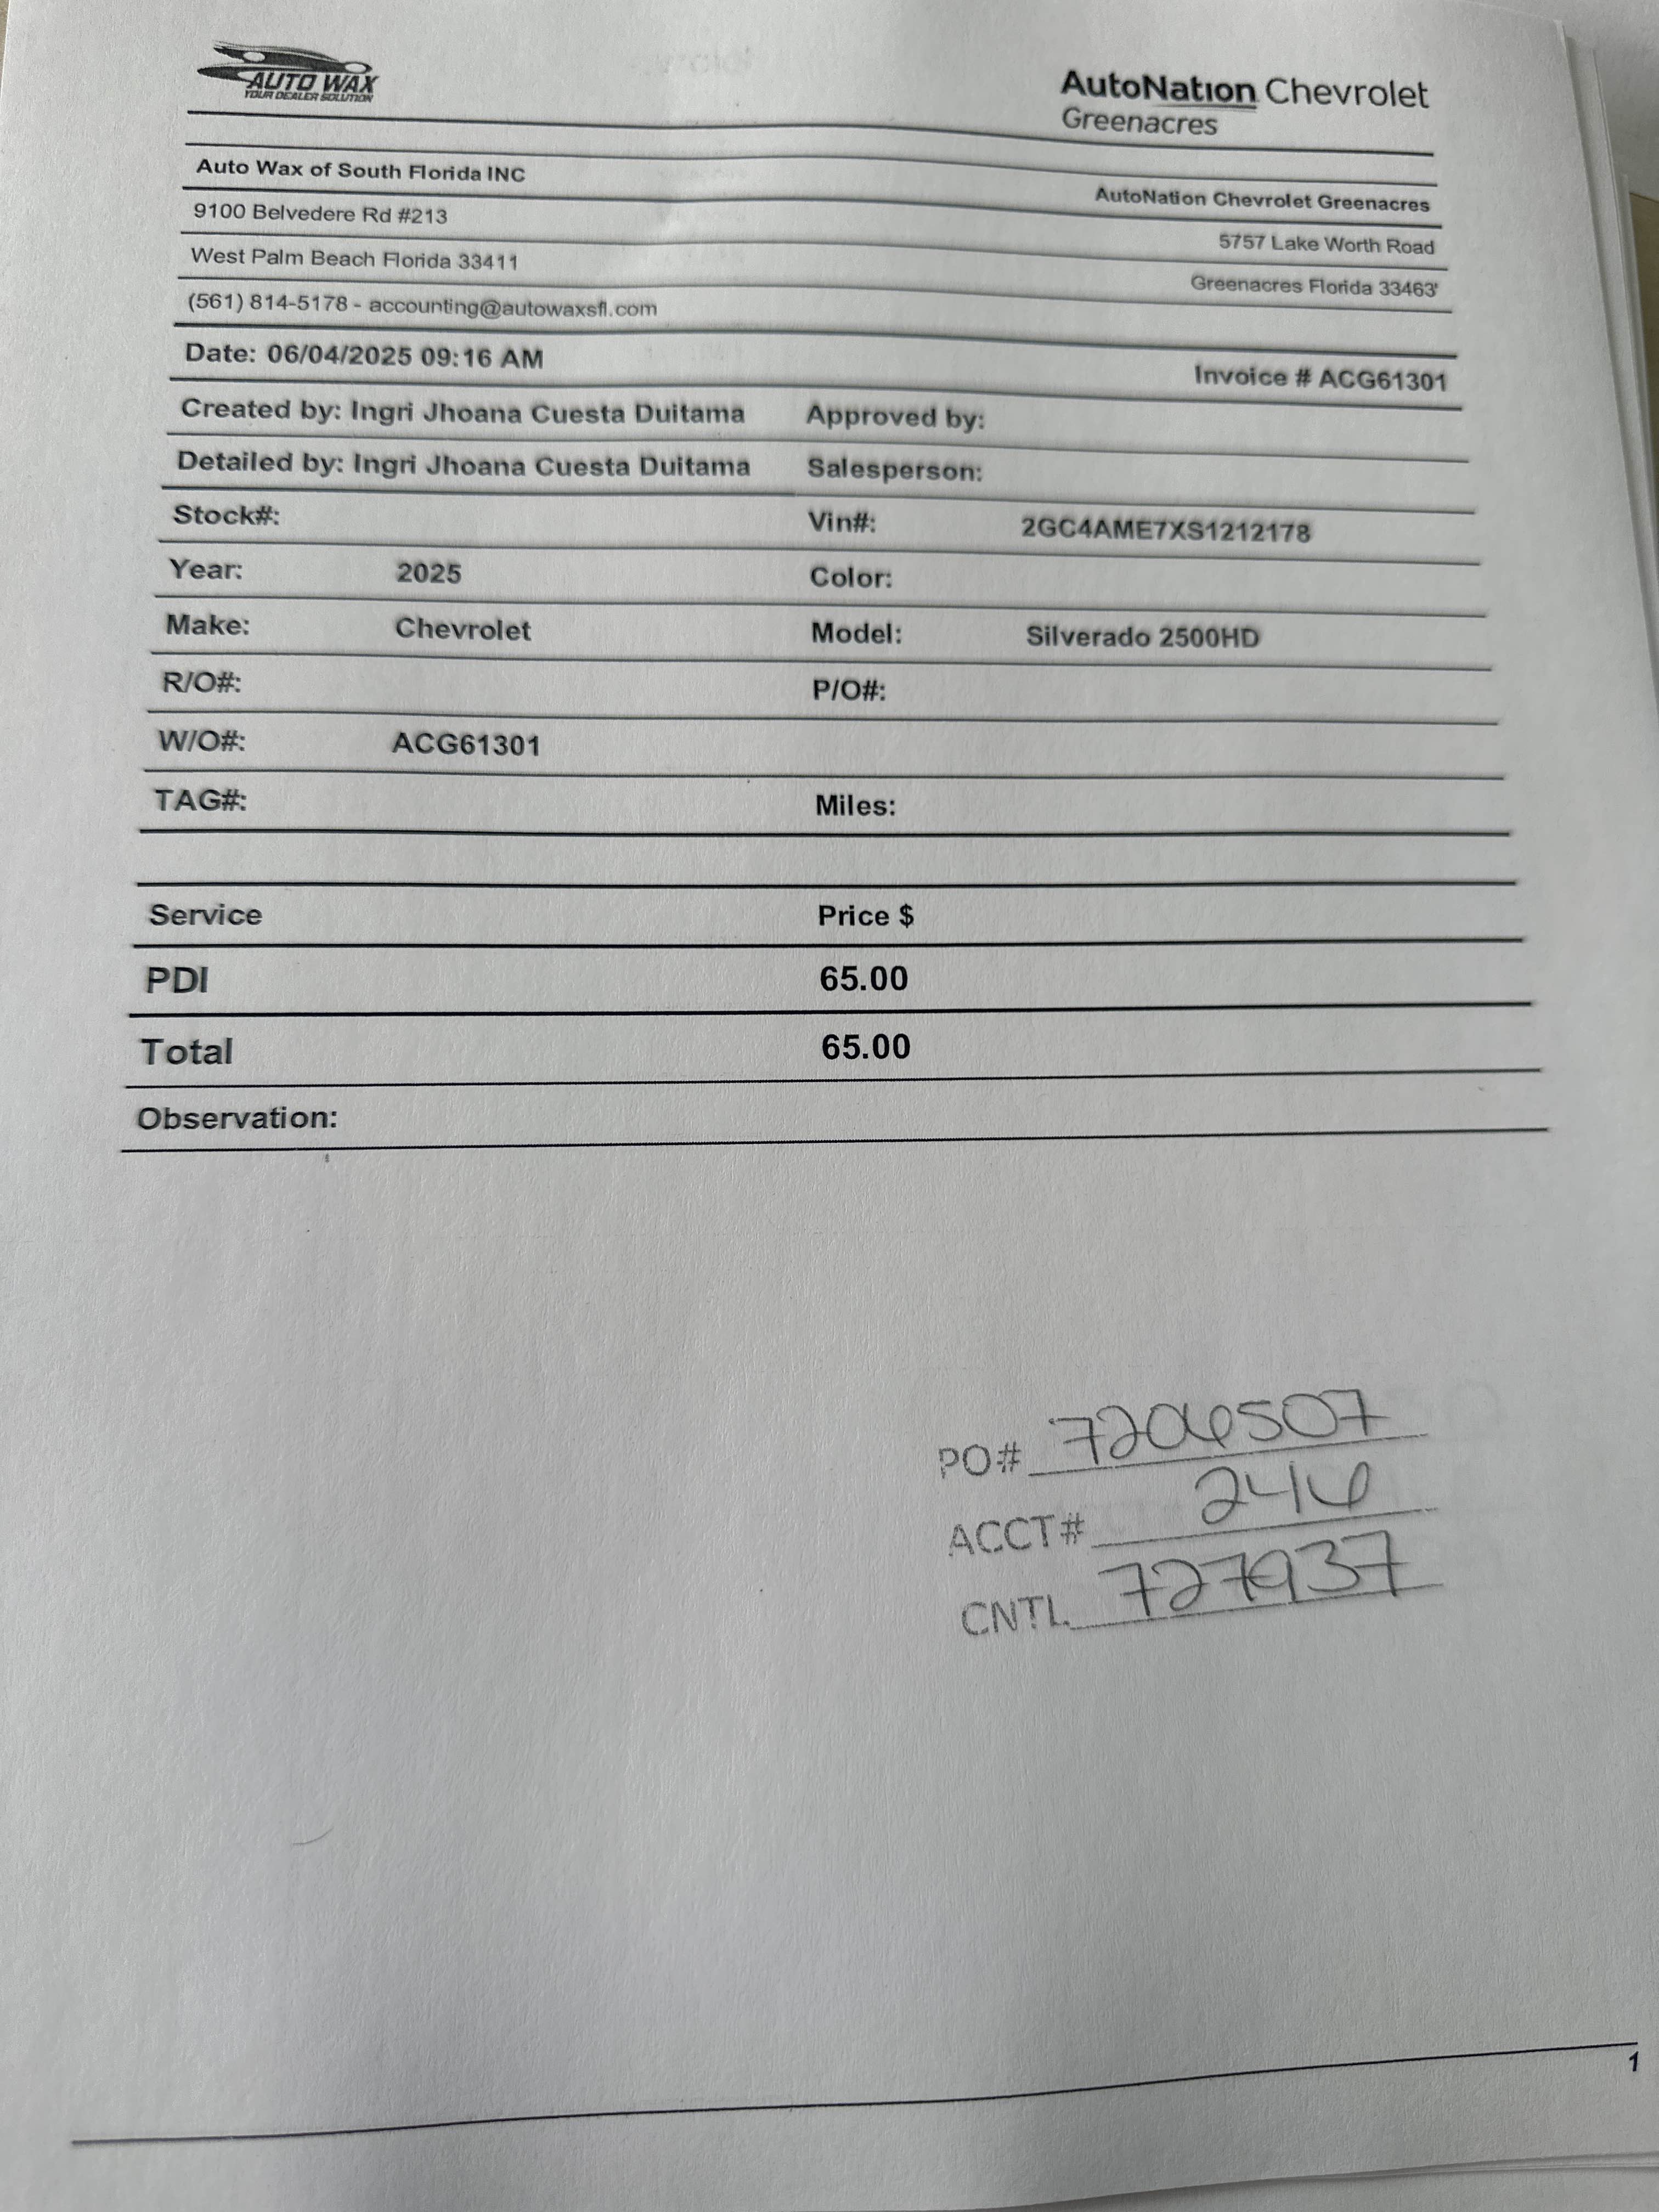 AUTO WAX
YOUR DEALER SOLUTION
AutoNation Chevrolet
Greenacres
Auto Wax of South Florida INC
AutoNation Chevrolet Greenacres
9100 Belvedere Rd #213
5757 Lake Worth Road
West Palm Beach Florida 33411
Greenacres Florida 33463
(561) 814-5178 - accounting@autowaxsfl.com
Date: 06/04/2025 09:16 AM
Invoice # ACG61301
Created by: Ingri Jhoana Cuesta Duitama Approved by:
Detailed by: Ingri Jhoana Cuesta Duitama Salesperson:
Stock#: Vin#: 2GC4AME7XS1212178
Year: 2025 Color:
Make: Chevrolet Model: Silverado 2500HD
R/O#: P/O#:
W/O#: ACG61301
TAG#: Miles:
Service Price $
PDI 65.00
Total 65.00
Observation:
PO# 7206507
ACCT# 246
CNTL 727937
1